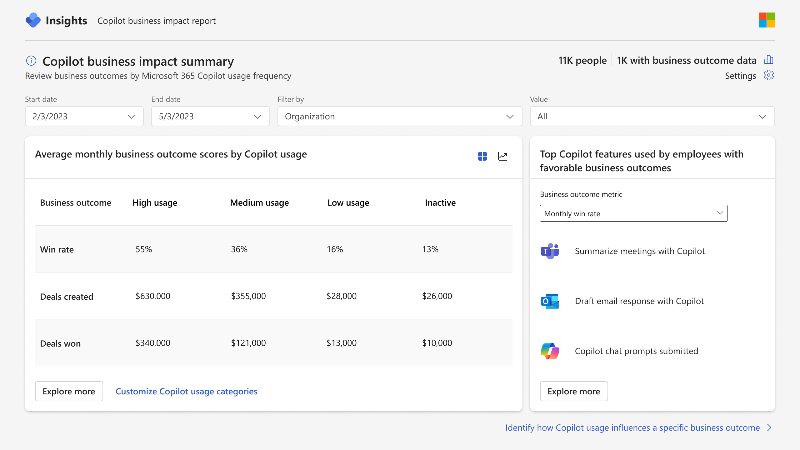 Insights Copilot business impact report
Copilot business impact summary
Review business outcomes by Microsoft 365 Copilot usage frequency
11K people 1K with business outcome data
Settings
Start date
2/3/2023
End date
5/3/2023
Filter by
Organization
Value
All
Average monthly business outcome scores by Copilot usage
Business outcome High usage Medium usage Low usage Inactive
Win rate 55% 36% 16% 13%
Deals created $630.000 $355,000 $28,000 $26,000
Deals won $340.000 $121,000 $13,000 $10,000
Explore more Customize Copilot usage categories
Top Copilot features used by employees with
favorable business outcomes
Business outcome metric
Monthly win rate
Summarize meetings with Copilot
Draft email response with Copilot
Copilot chat prompts submitted
Explore more
Identify how Copilot usage influences a specific business outcome